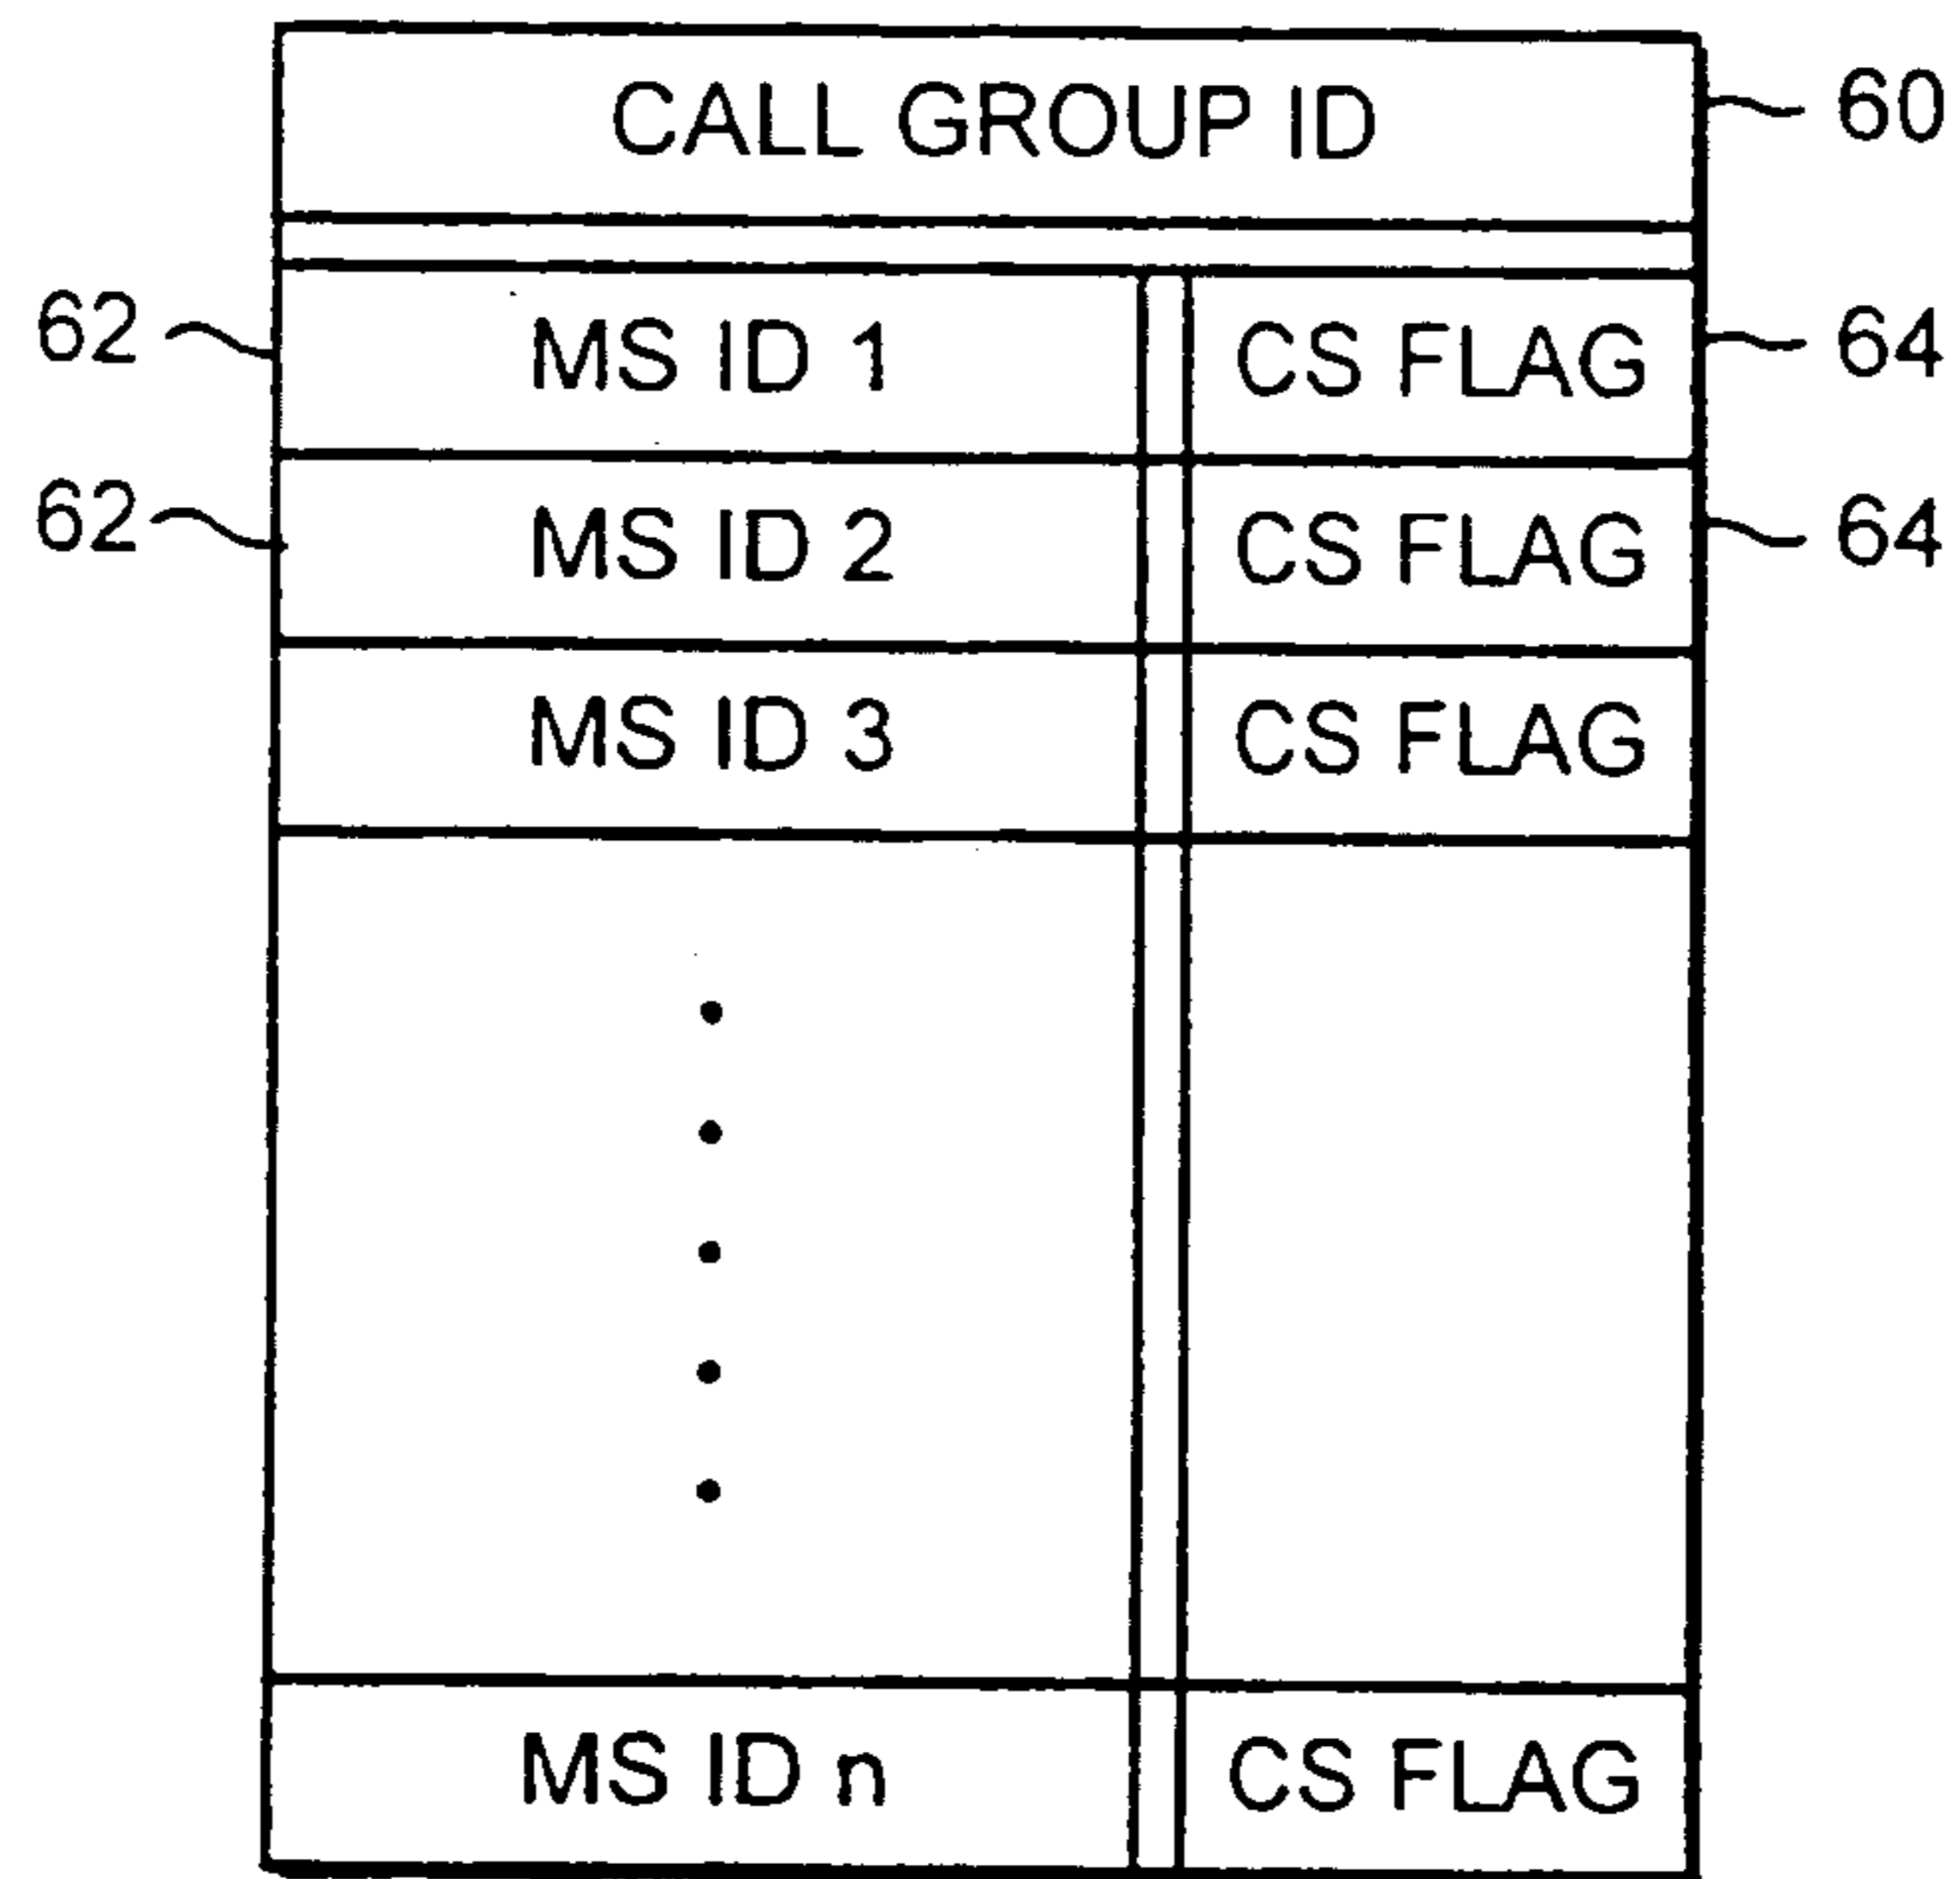 CALL GROUP ID 60
62 MS ID 1 CS FLAG 64
62 MS ID 2 CS FLAG 64
MS ID 3 CS FLAG
MS ID n CS FLAG